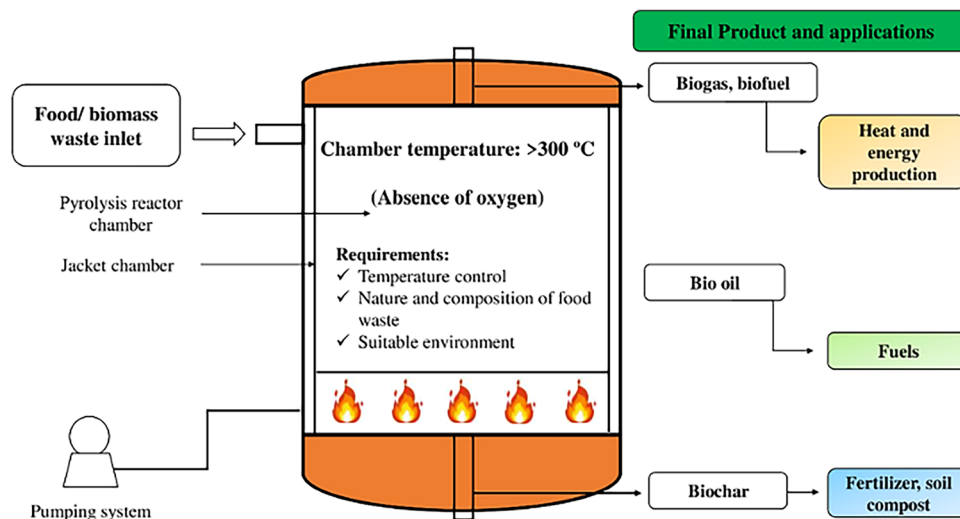 Final Product and applications
Food/ biomass
waste inlet
Biogas, biofuel
Heat and
energy
production
Chamber temperature: >300 ºC
(Absence of oxygen)
Pyrolysis reactor
chamber
Jacket chamber
Requirements:
✓ Temperature control
✓ Nature and composition of food
waste
✓ Suitable environment
Bio oil
Fuels
Pumping system
Biochar
Fertilizer, soil
compost